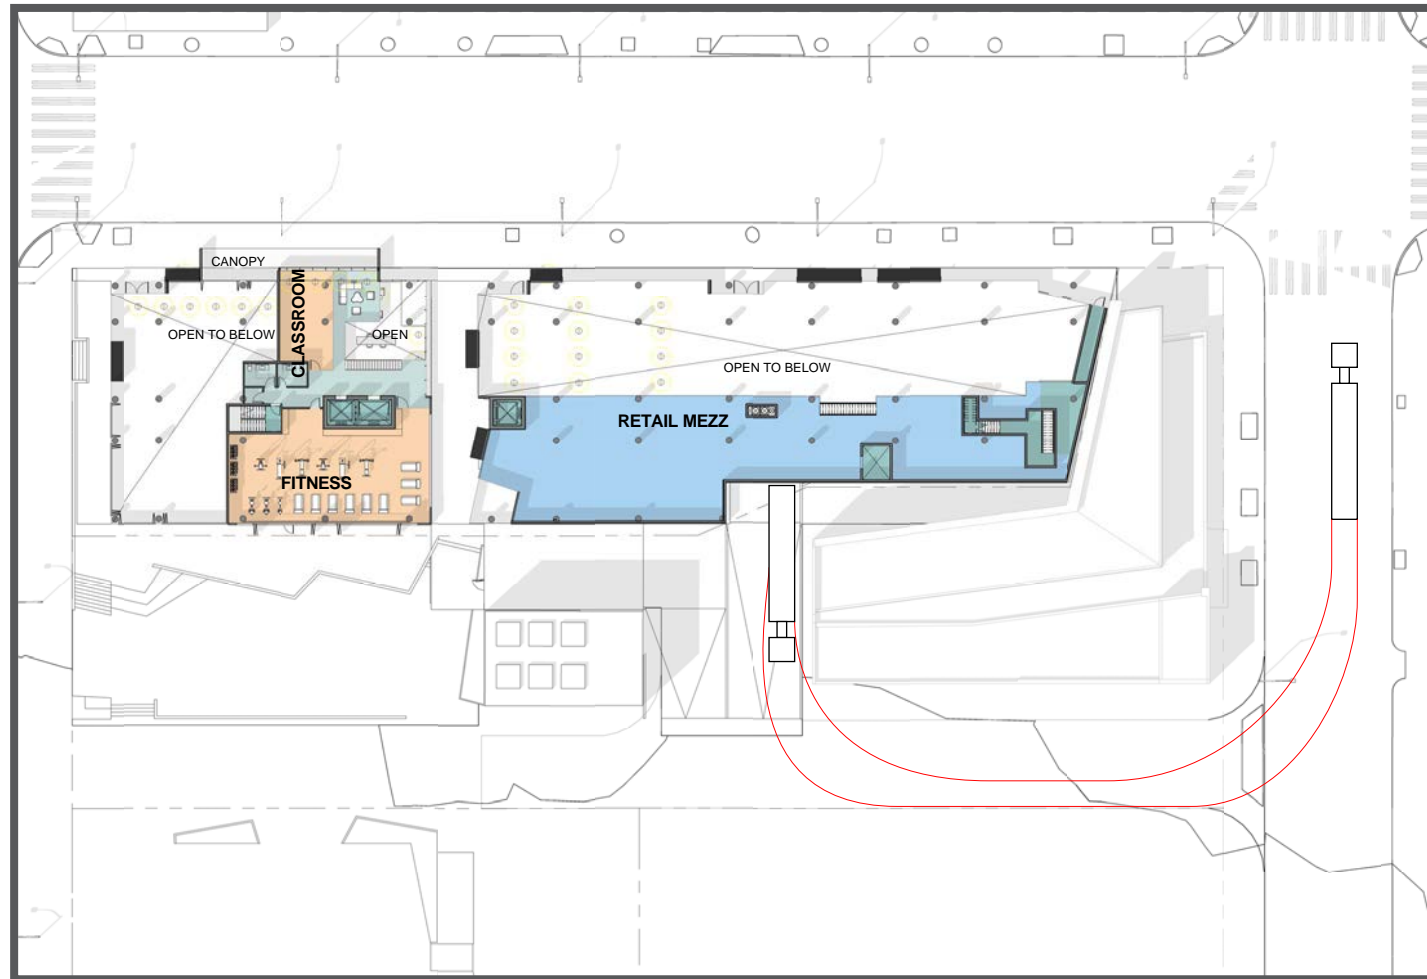 CANOPY
CLASSROOM
OPEN TO BELOW
OPEN
OPEN TO BELOW
RETAIL MEZZ
FITNESS